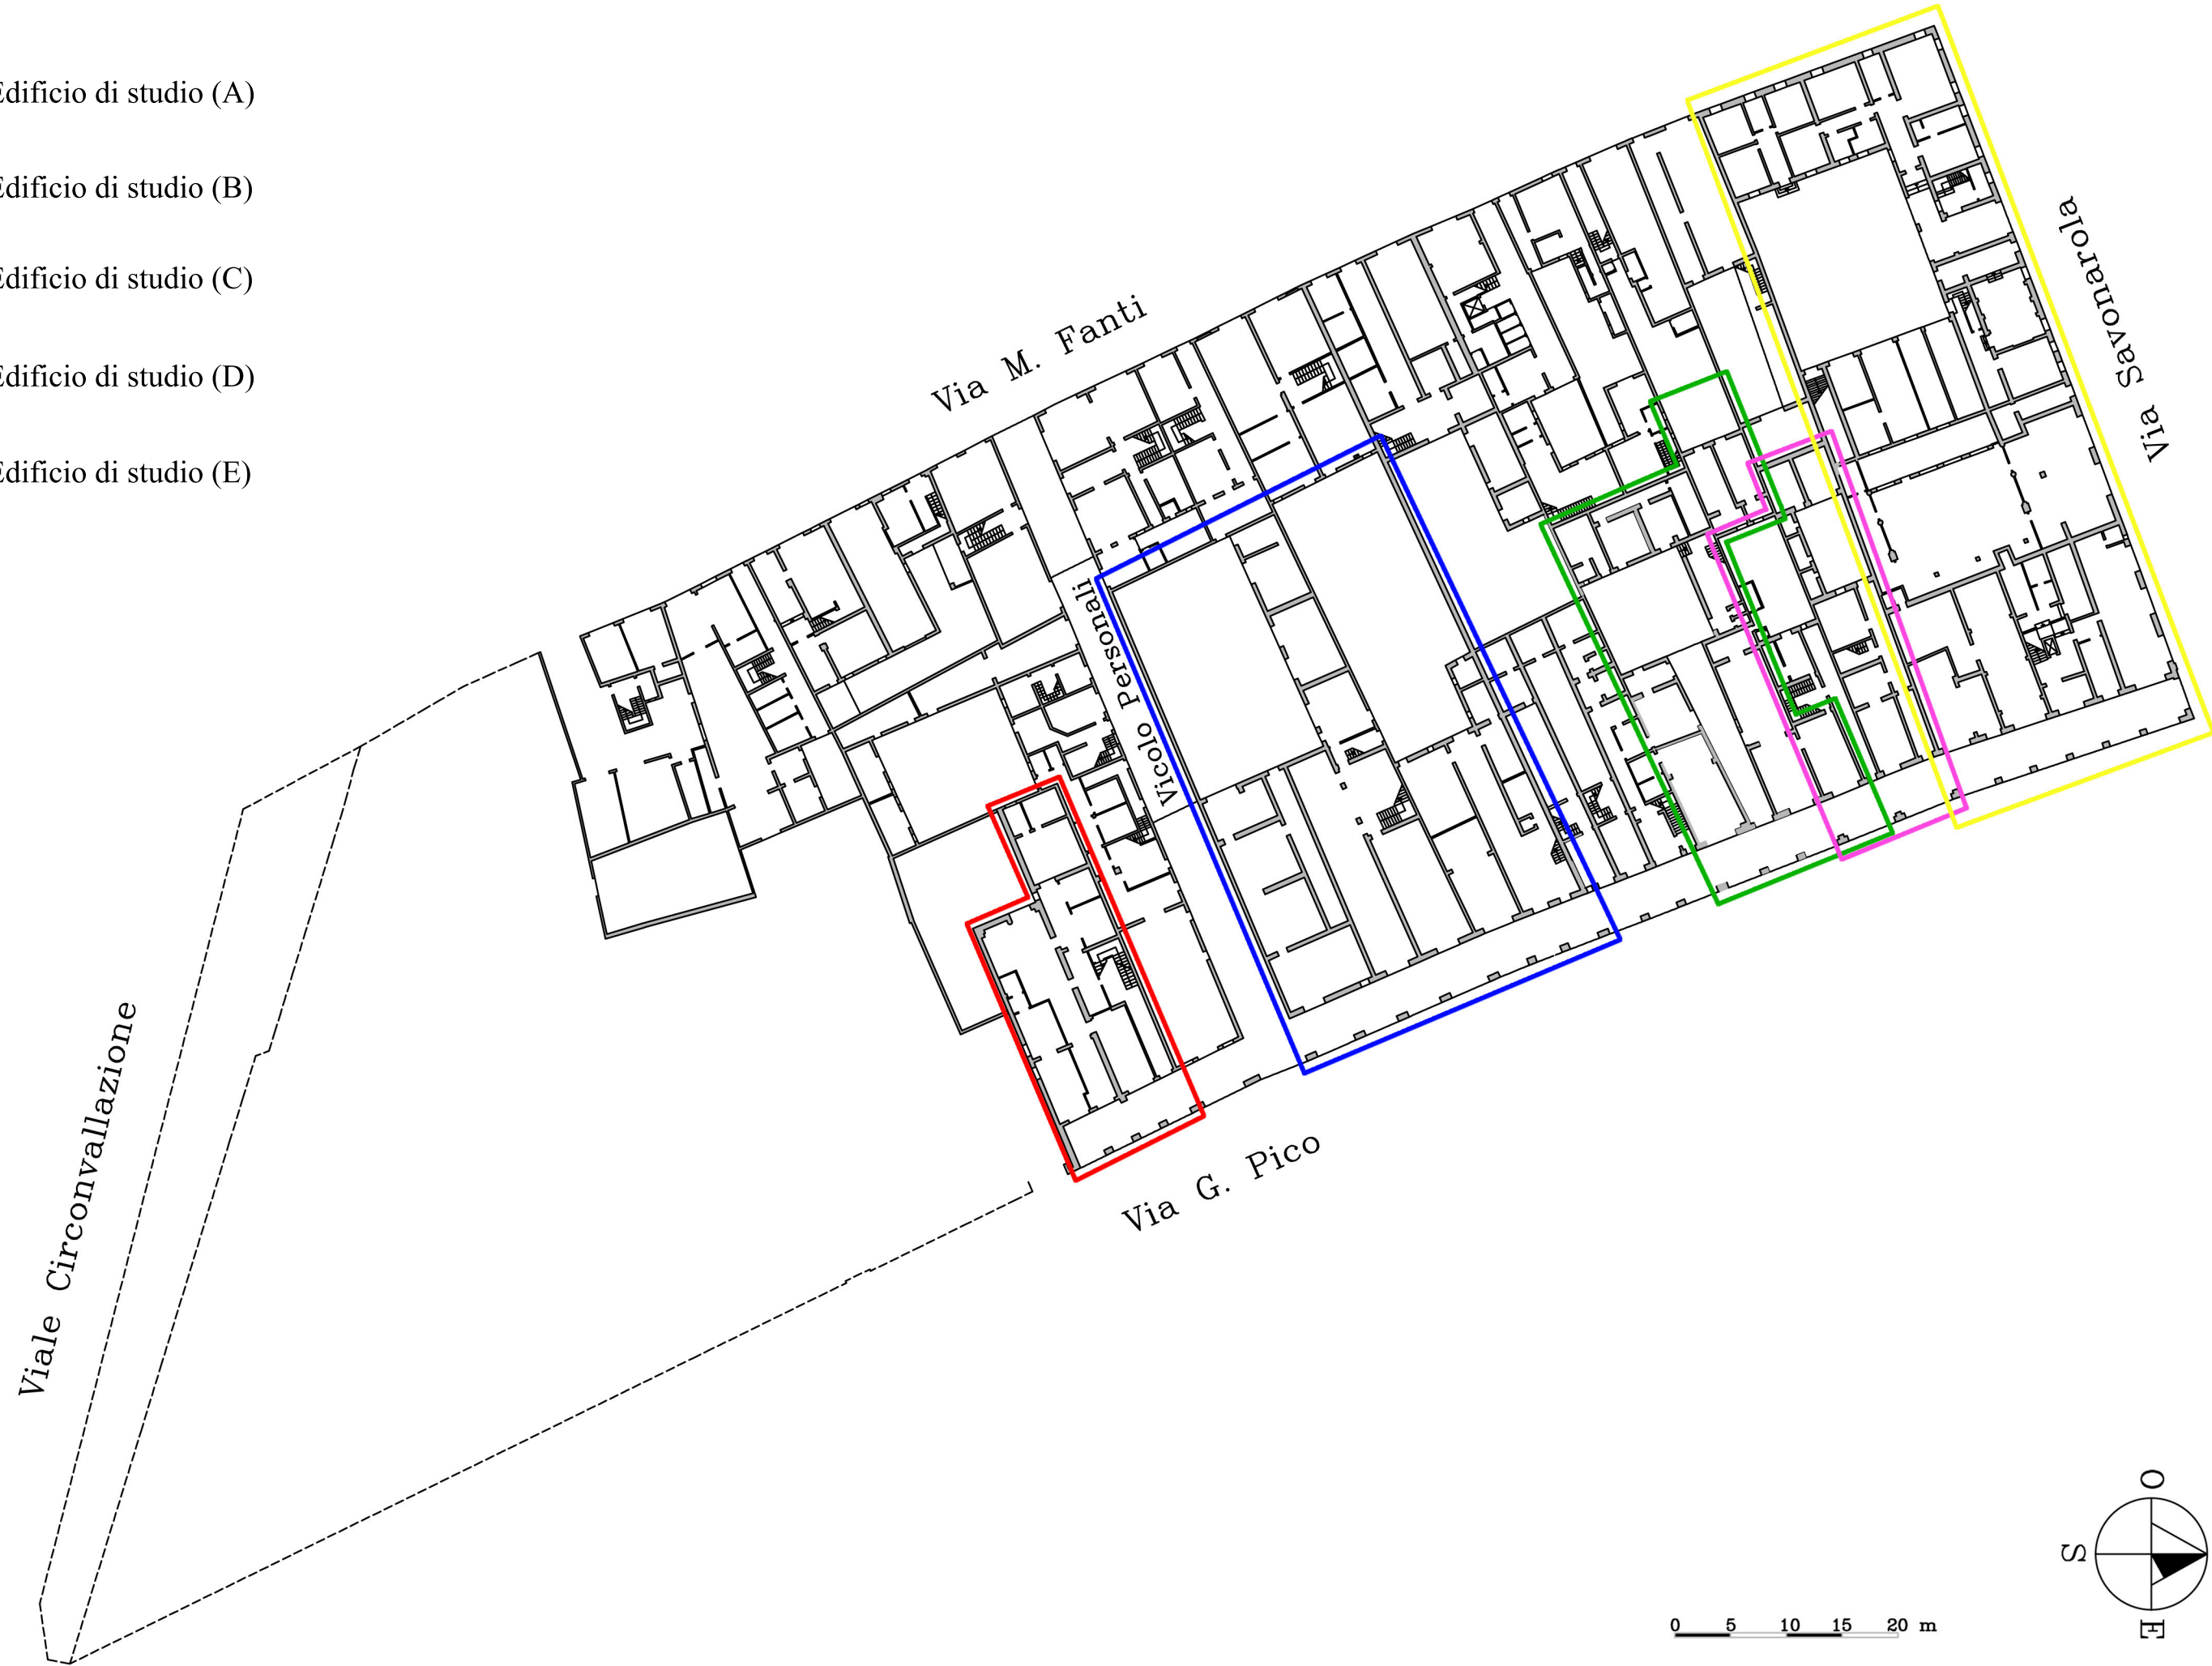 Edificio di studio (A)
Edificio di studio (B)
Edificio di studio (C)
Edificio di studio (D)
Edificio di studio (E)
Via M. Fanti
Via Savonarola
Vicolo Personali
Via G. Pico
Viale Circonvallazione
O
S
E
0 5 10 15 20 m